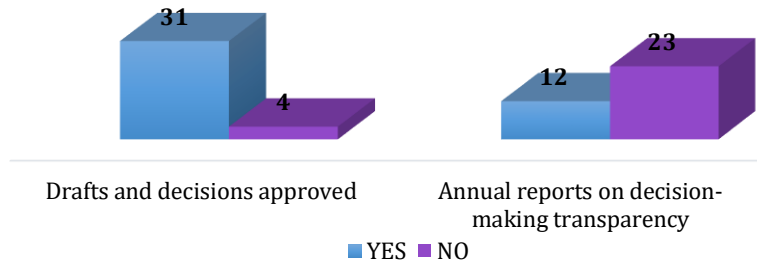 31
4
12
23
Drafts and decisions approved
Annual reports on decision-
making transparency
YES NO